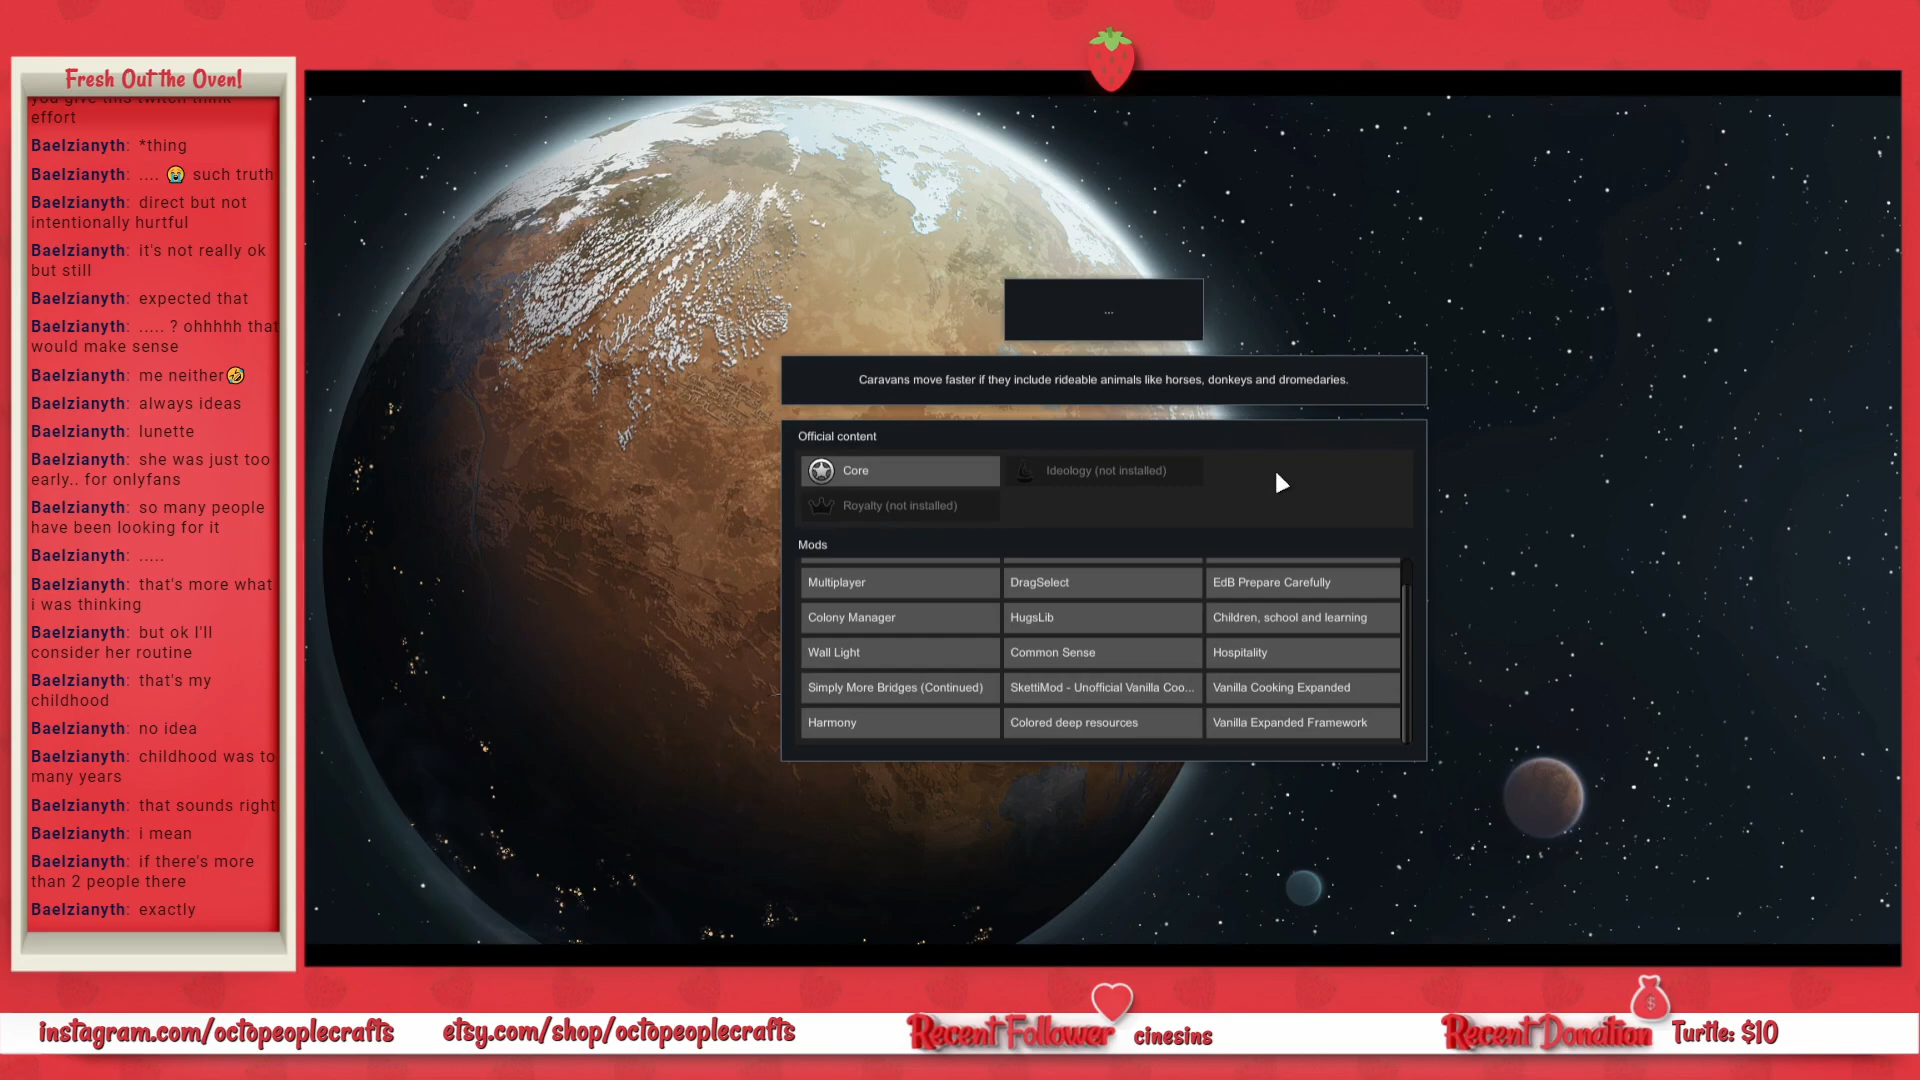 Fresh Out the Oven!
you give this twitch think
effort
Baelzianyth: *thing
Baelzianyth: .... 😭 such truth
Baelzianyth: direct but not
intentionally hurtful
Baelzianyth: it's not really ok
but still
Baelzianyth: expected that
Baelzianyth: ..... ? ohhhhh that
would make sense
Baelzianyth: me neither🤣
Baelzianyth: always ideas
Baelzianyth: lunette
Baelzianyth: she was just too
early.. for onlyfans
Baelzianyth: so many people
have been looking for it
Baelzianyth: .....
Baelzianyth: that's more what
i was thinking
Baelzianyth: but ok I'll
consider her routine
Baelzianyth: that's my
childhood
Baelzianyth: no idea
Baelzianyth: childhood was to
many years
Baelzianyth: that sounds right
Baelzianyth: i mean
Baelzianyth: if there's more
than 2 people there
Baelzianyth: exactly
...
Caravans move faster if they include rideable animals like horses, donkeys and dromedaries.
Official content
Core
Ideology (not installed)
Royalty (not installed)
Mods
Multiplayer
DragSelect
EdB Prepare Carefully
Colony Manager
HugsLib
Children, school and learning
Wall Light
Common Sense
Hospitality
Simply More Bridges (Continued)
SkettiMod - Unofficial Vanilla Coo...
Vanilla Cooking Expanded
Harmony
Colored deep resources
Vanilla Expanded Framework
instagram.com/octopeoplecrafts
etsy.com/shop/octopeoplecrafts
Recent Follower
cinesins
$
Recent Donation
Turtle: $10